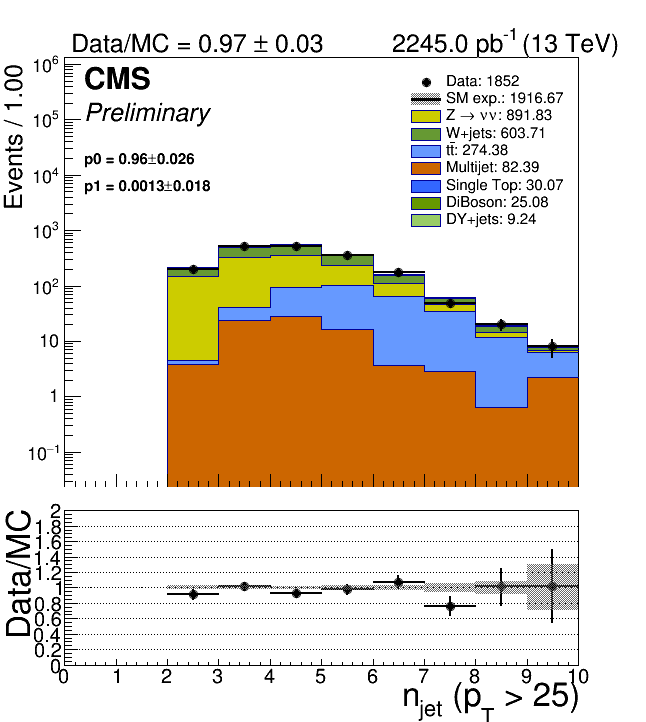 Data/MC = 0.97 ± 0.03
2245.0 pb⁻¹ (13 TeV)
Events / 1.00
10⁶
10⁵
10⁴
10³
10²
10
1
10⁻¹
CMS
Preliminary
p0 = 0.96±0.026
p1 = 0.0013±0.018
Data: 1852
SM exp.: 1916.67
Z → νν: 891.83
W+jets: 603.71
tt̄: 274.38
Multijet: 82.39
Single Top: 30.07
DiBoson: 25.08
DY+jets: 9.24
Data/MC
2
1.8
1.6
1.4
1.2
1
0.8
0.6
0.4
0.2
0
0 1 2 3 4 5 6 7 8 9 10
n_jet (p_T > 25)